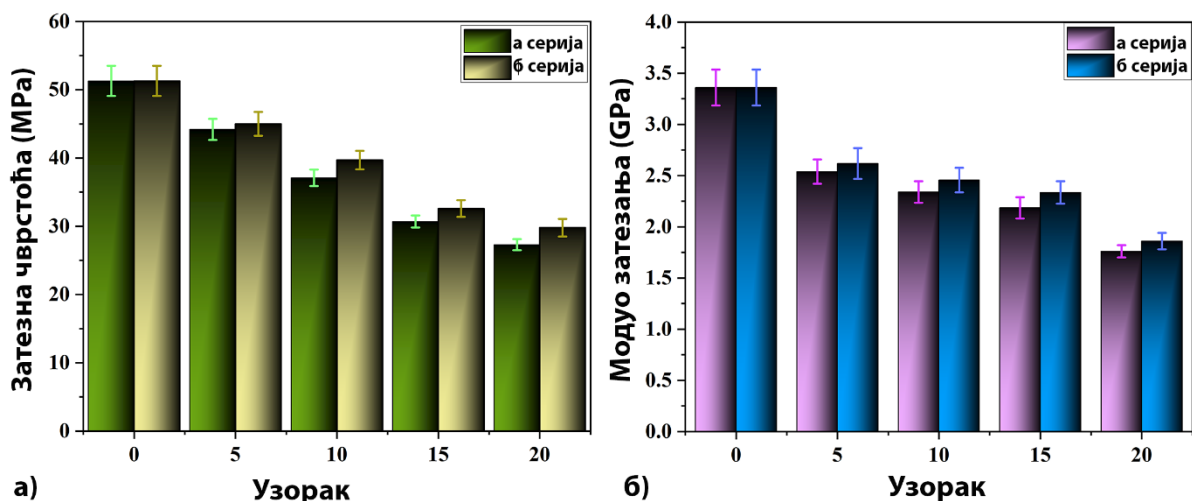 Затезна чврстоћа (MPa)
60
50
40
30
20
10
0
а серија
ф серија
0 5 10 15 20
Узорак
а)
Модуо затезања (GPa)
4.0
3.5
3.0
2.5
2.0
1.5
1.0
0.5
0.0
а серија
б серија
0 5 10 15 20
Узорак
б)